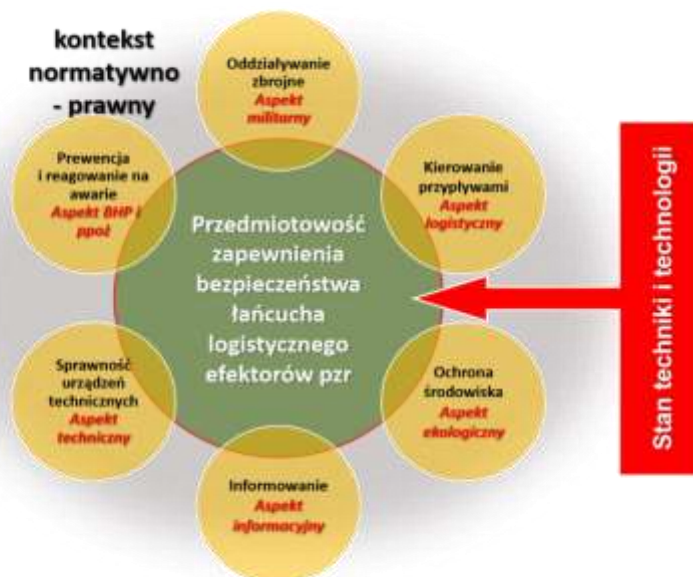 kontekst
normatywno
- prawny
Oddziaływanie
zbrojne
Aspekt
militarny
Prewencja
i reagowanie na
awarie
Aspekt BHP i
ppoż
Kierowanie
przypływami
Aspekt
logistyczny
Przedmiotowość
zapewnienia
bezpieczeństwa
łańcucha
logistycznego
efektorów pzr
Stan techniki i technologii
Sprawność
urządzeń
technicznych
Aspekt
techniczny
Ochrona
środowiska
Aspekt
ekologiczny
Informowanie
Aspekt
informacyjny